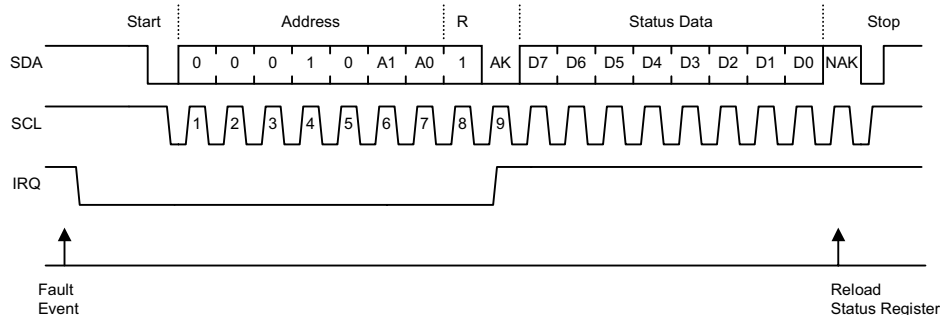 Start Address R Status Data Stop
SDA 0 0 0 1 0 A1 A0 1 AK D7 D6 D5 D4 D3 D2 D1 D0 NAK
SCL 1 2 3 4 5 6 7 8 9
IRQ
Fault
Event
Reload
Status Register